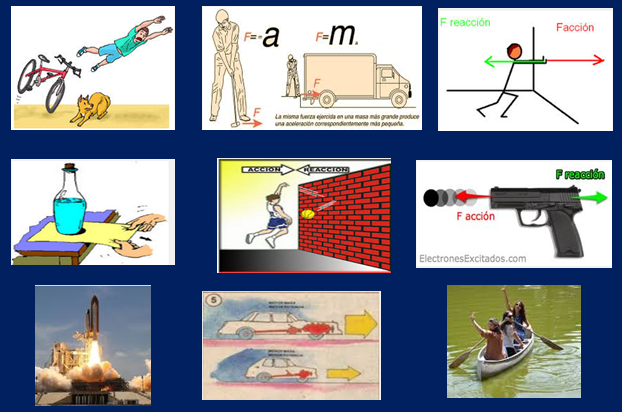 F= a
F=m
F
F
La misma fuerza ejercida en una masa más grande produce
una aceleración correspondientemente más pequeña.
F reacción
Facción
ACCION
REACCION
F reacción
F acción
ElectronesExcitados.com
5